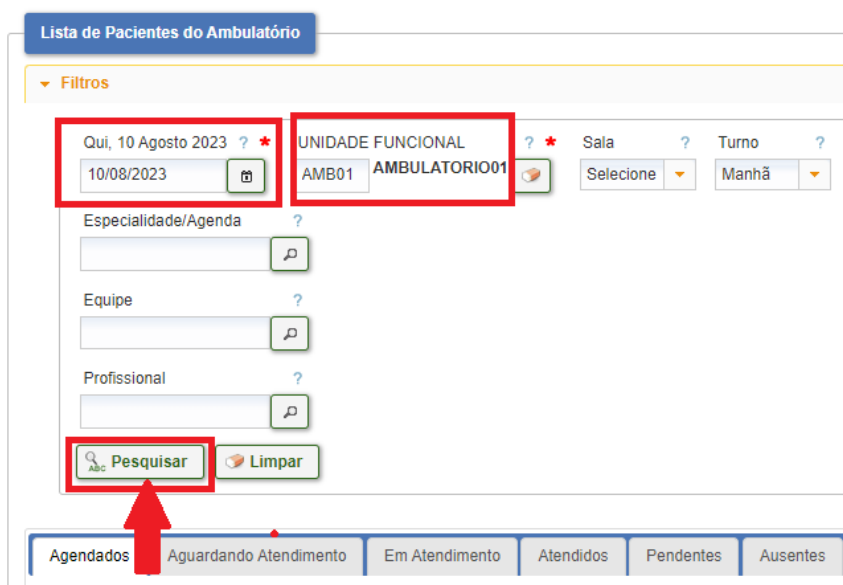 Lista de Pacientes do Ambulatório
Filtros
Qui, 10 Agosto 2023 ? * UNIDADE FUNCIONAL ? * Sala ? Turno ?
10/08/2023 AMB01 AMBULATORIO01 Selecione Manhã
Especialidade/Agenda ?
Equipe ?
Profissional ?
ABC Pesquisar Limpar
Agendados Aguardando Atendimento Em Atendimento Atendidos Pendentes Ausentes